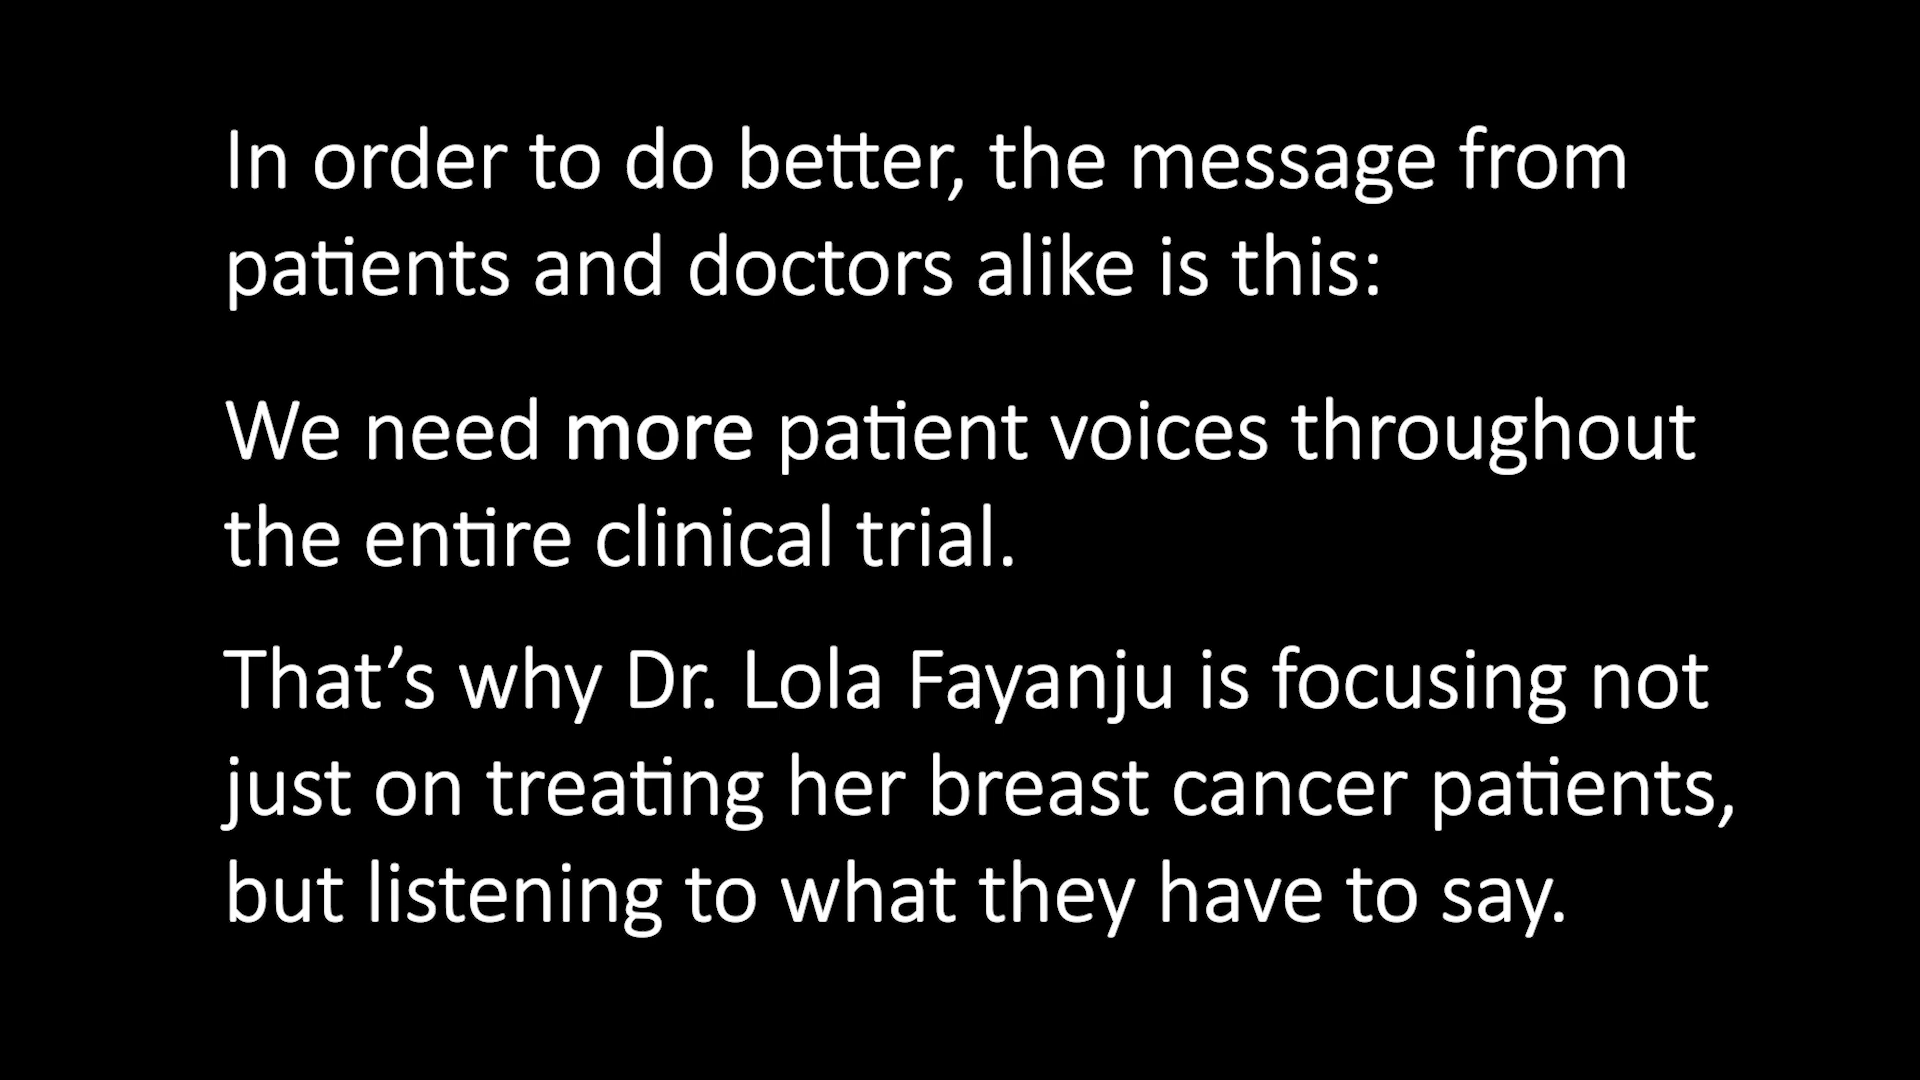 In order to do better, the message from
patients and doctors alike is this:
We need more patient voices throughout
the entire clinical trial.
That’s why Dr. Lola Fayanju is focusing not
just on treating her breast cancer patients,
but listening to what they have to say.